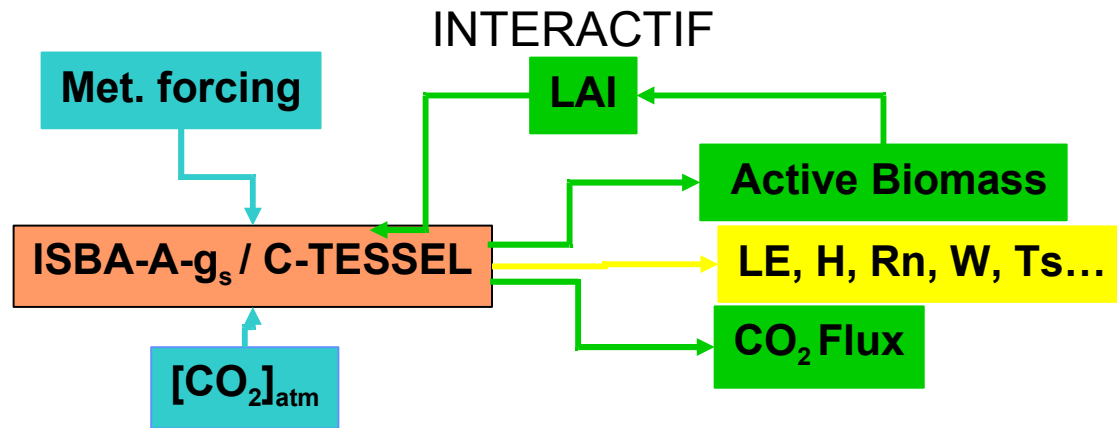 INTERACTIF
Met. forcing
LAI
Active Biomass
ISBA-A-gs / C-TESSEL
LE, H, Rn, W, Ts…
CO2 Flux
[CO2]atm